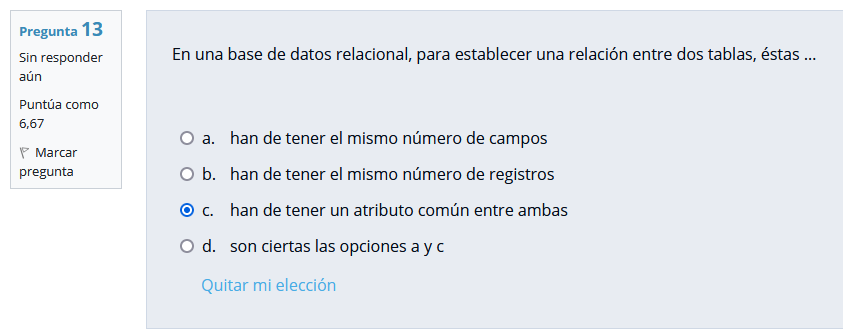 Pregunta 13
Sin responder
aún
Puntúa como
6,67
Marcar
pregunta
En una base de datos relacional, para establecer una relación entre dos tablas, éstas ...
a. han de tener el mismo número de campos
b. han de tener el mismo número de registros
c. han de tener un atributo común entre ambas
d. son ciertas las opciones a y c
Quitar mi elección